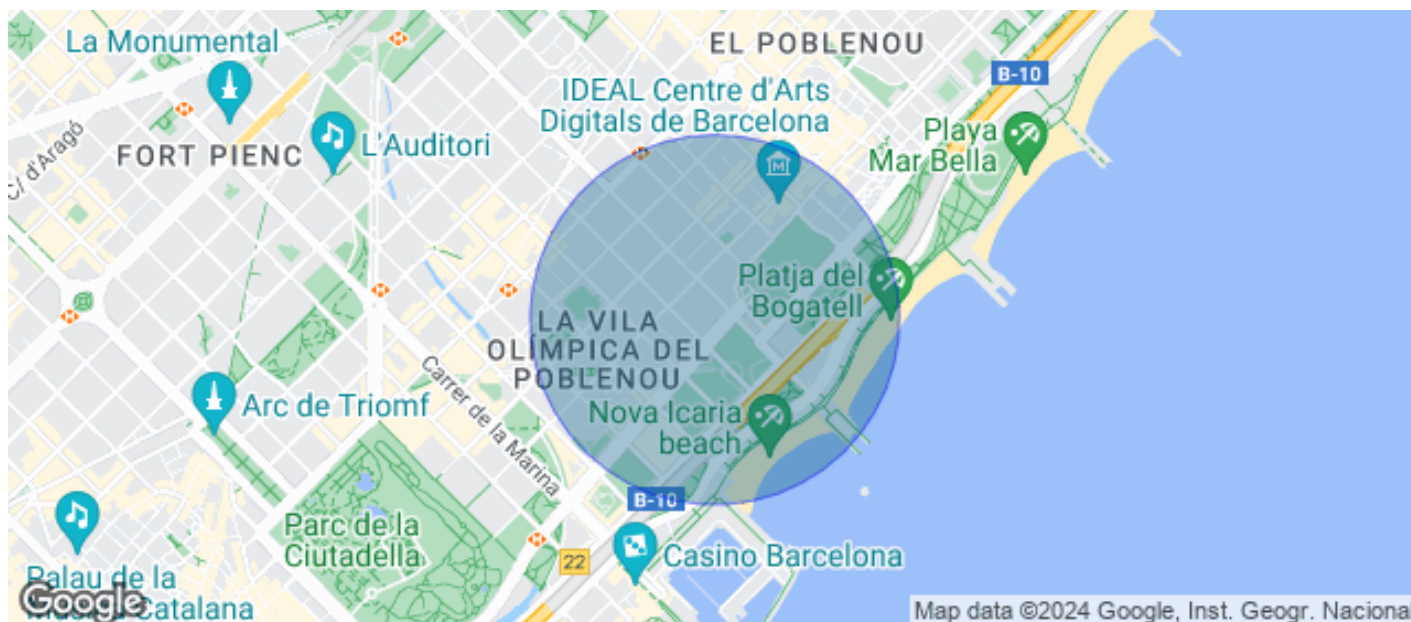 La Monumental
EL POBLENOU
B-10
IDEAL Centre d'Arts
Digitals de Barcelona
Playa
Mar Bella
L'Auditori
FORT PIENC
C/ d'Aragó
Platja del
Bogatell
LA VILA
OLÍMPICA DEL
POBLENOU
Carrer de la Marina
Arc de Triomf
Nova Icaria
beach
B-10
Parc de la
Ciutadella
22
Casino Barcelona
Palau de la
Música Catalana
Google
Map data ©2024 Google, Inst. Geogr. Nacional